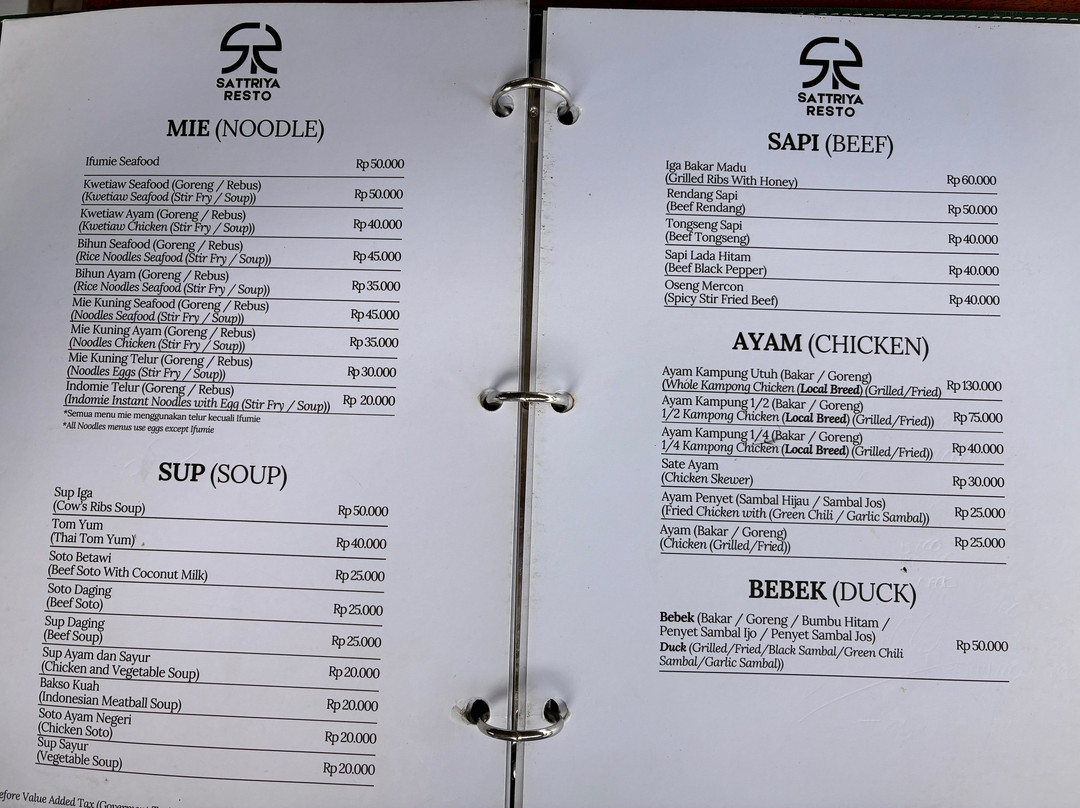 SATTRIYA
RESTO
MIE (NOODLE)
Ifumie Seafood Rp 50.000
Kwetiaw Seafood (Goreng / Rebus)
(Kwetiaw Seafood (Stir Fry / Soup)) Rp 50.000
Kwetiaw Ayam (Goreng / Rebus)
(Kwetiaw Chicken (Stir Fry / Soup)) Rp 40.000
Bihun Seafood (Goreng / Rebus)
(Rice Noodles Seafood (Stir Fry / Soup)) Rp 45.000
Bihun Ayam (Goreng / Rebus)
(Rice Noodles Seafood (Stir Fry / Soup)) Rp 35.000
Mie Kuning Seafood (Goreng / Rebus)
(Noodles Seafood (Stir Fry / Soup)) Rp 45.000
Mie Kuning Ayam (Goreng / Rebus)
(Noodles Chicken (Stir Fry / Soup)) Rp 35.000
Mie Kuning Telur (Goreng / Rebus)
(Noodles Eggs (Stir Fry / Soup)) Rp 30.000
Indomie Telur (Goreng / Rebus)
(Indomie Instant Noodles with Egg (Stir Fry / Soup)) Rp 20.000
*Semua menu mie menggunakan telur kecuali Ifumie
*All Noodles menus use eggs except Ifumie
SUP (SOUP)
Sup Iga
(Cow's Ribs Soup) Rp 50.000
Tom Yum
(Thai Tom Yum) Rp 40.000
Soto Betawi
(Beef Soto With Coconut Milk) Rp 25.000
Soto Daging
(Beef Soto) Rp 25.000
Sup Daging
(Beef Soup) Rp 25.000
Sup Ayam dan Sayur
(Chicken and Vegetable Soup) Rp 20.000
Bakso Kuah
(Indonesian Meatball Soup) Rp 20.000
Soto Ayam Negeri
(Chicken Soto) Rp 20.000
Sup Sayur
(Vegetable Soup) Rp 20.000
efore Value Added Tax
SATTRIYA
RESTO
SAPI (BEEF)
Iga Bakar Madu
(Grilled Ribs With Honey) Rp 60.000
Rendang Sapi
(Beef Rendang) Rp 50.000
Tongseng Sapi
(Beef Tongseng) Rp 40.000
Sapi Lada Hitam
(Beef Black Pepper) Rp 40.000
Oseng Mercon
(Spicy Stir Fried Beef) Rp 40.000
AYAM (CHICKEN)
Ayam Kampung Utuh (Bakar / Goreng)
(Whole Kampong Chicken (Local Breed) (Grilled/Fried) Rp 130.000
Ayam Kampung 1/2 (Bakar / Goreng)
1/2 Kampong Chicken (Local Breed) (Grilled/Fried)) Rp 75.000
Ayam Kampung 1/4 (Bakar / Goreng)
1/4 Kampong Chicken (Local Breed) (Grilled/Fried)) Rp 40.000
Sate Ayam
(Chicken Skewer) Rp 30.000
Ayam Penyet (Sambal Hijau / Sambal Jos)
(Fried Chicken with (Green Chili / Garlic Sambal)) Rp 25.000
Ayam (Bakar / Goreng)
(Chicken (Grilled/Fried)) Rp 25.000
BEBEK (DUCK)
Bebek (Bakar / Goreng / Bumbu Hitam /
Penyet Sambal Ijo / Penyet Sambal Jos) Rp 50.000
Duck (Grilled/Fried/Black Sambal/Green Chili
Sambal/Garlic Sambal))